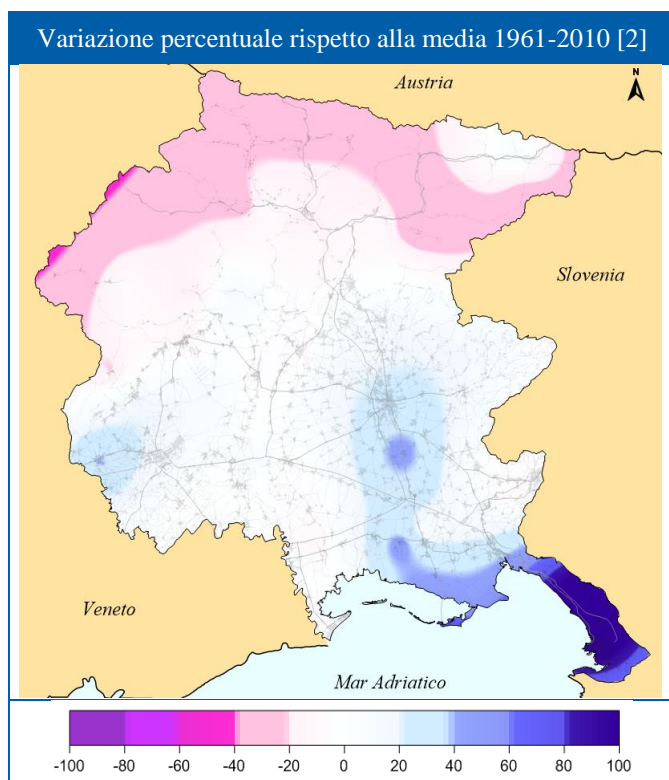 Variazione percentuale rispetto alla media 1961-2010 [2]
Austria
N
Slovenia
Veneto
Mar Adriatico
-100 -80 -60 -40 -20 0 20 40 60 80 100